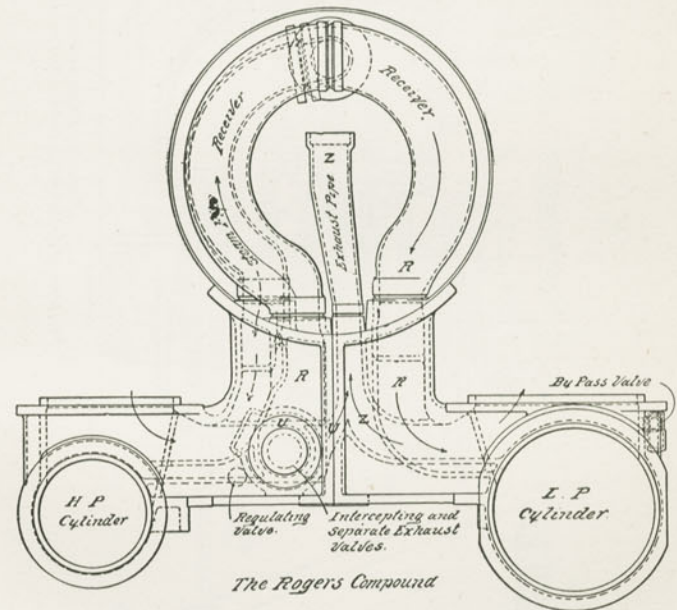 Receiver
Receiver.
Steam
Exhaust Pipe
N
R
R
R
By Pass Valve
U
U
Z
H P
Cylinder
Regulating
Valve.
Intercepting and
Separate Exhaust
Valves.
L. P
Cylinder.
The Rogers Compound